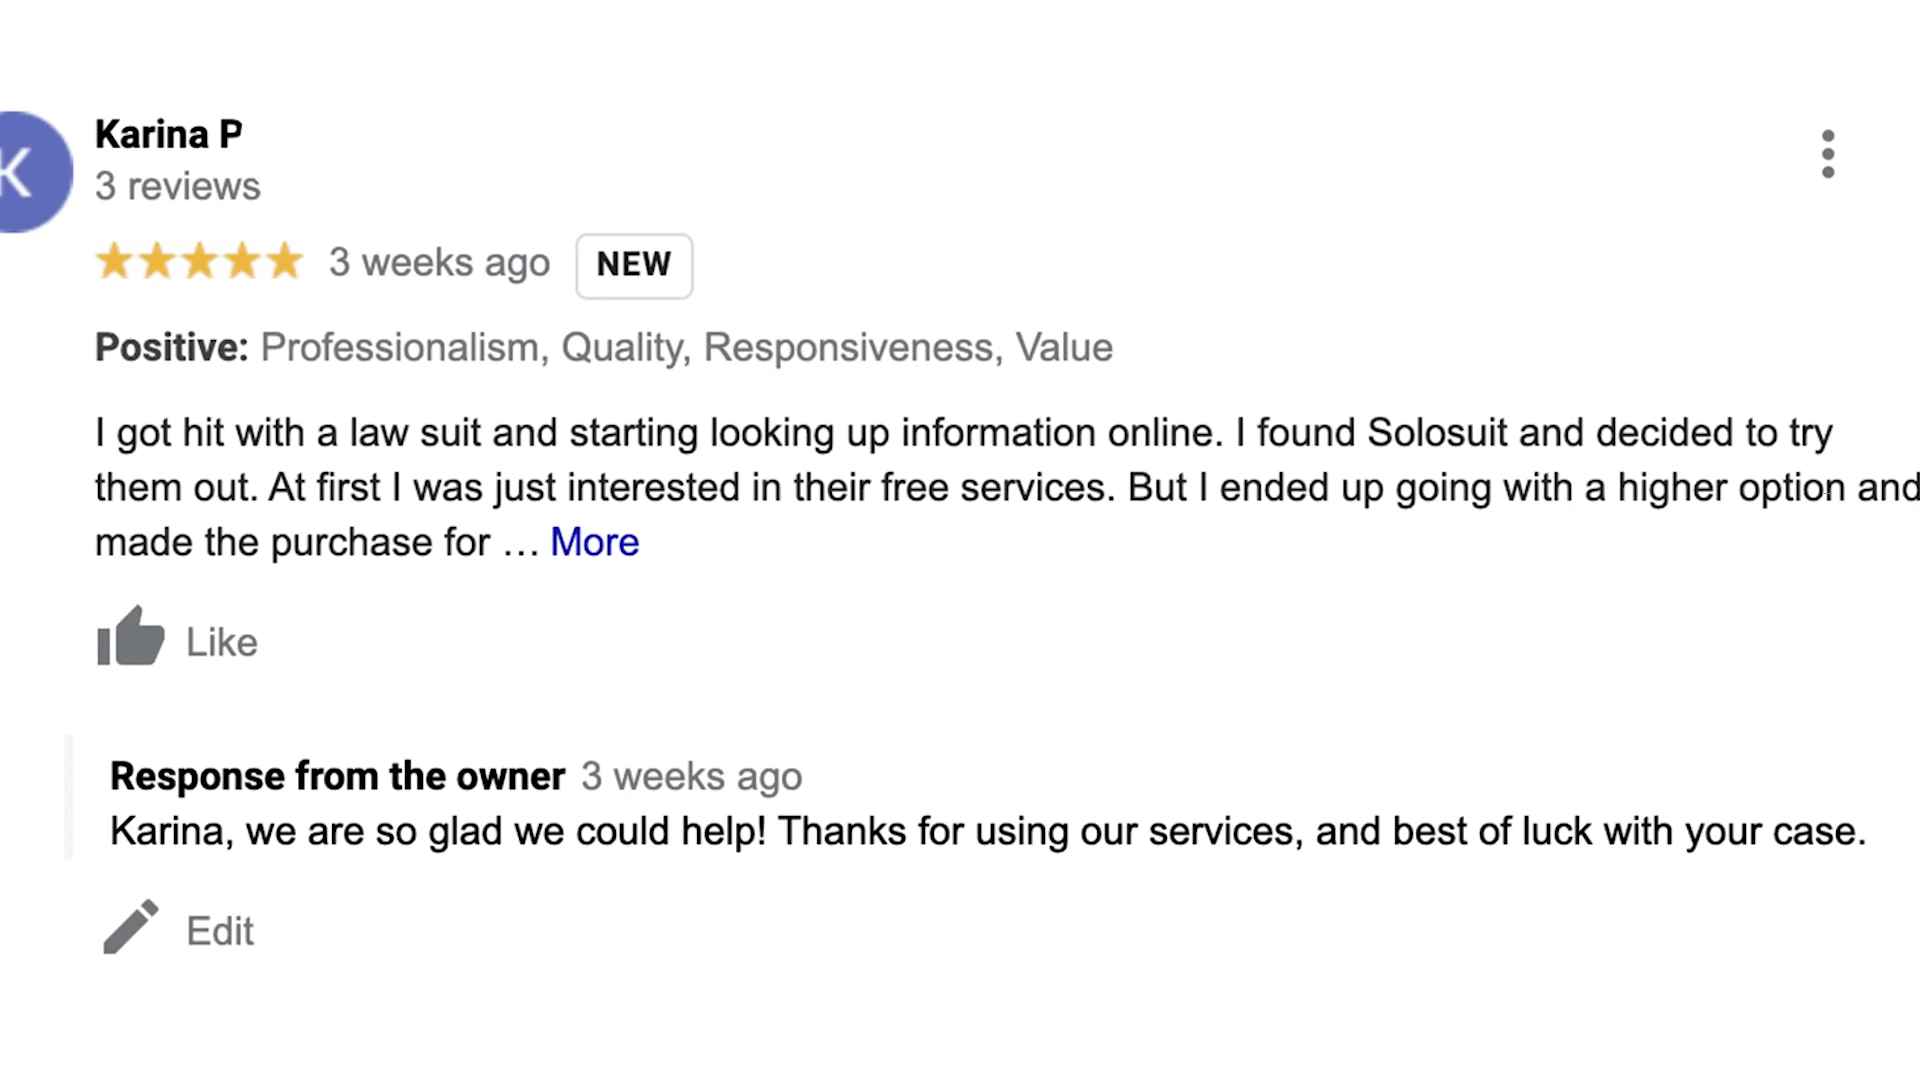 K
Karina P
3 reviews
3 weeks ago NEW
Positive: Professionalism, Quality, Responsiveness, Value
I got hit with a law suit and starting looking up information online. I found Solosuit and decided to try
them out. At first I was just interested in their free services. But I ended up going with a higher option and
made the purchase for ... More
Like
Response from the owner 3 weeks ago
Karina, we are so glad we could help! Thanks for using our services, and best of luck with your case.
Edit